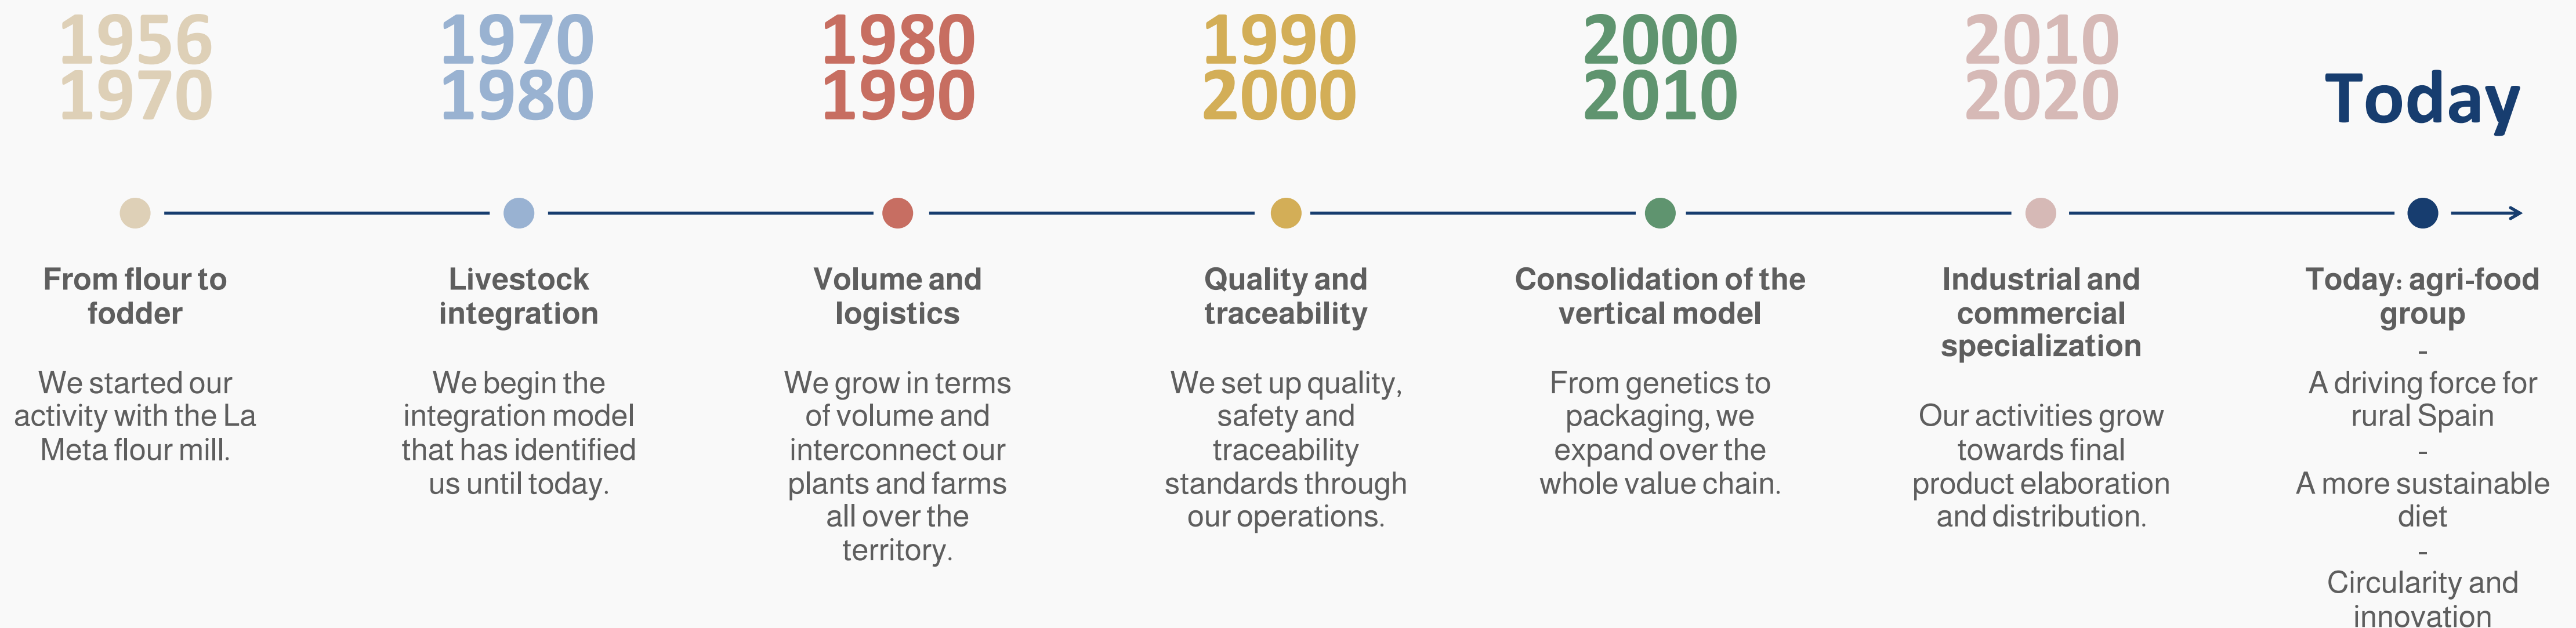 1956
1970
From flour to
fodder
We started our
activity with the La
Meta flour mill.
1970
1980
Livestock
integration
We begin the
integration model
that has identified
us until today.
1980
1990
Volume and
logistics
We grow in terms
of volume and
interconnect our
plants and farms
all over the
territory.
1990
2000
Quality and
traceability
We set up quality,
safety and
traceability
standards through
our operations.
2000
2010
Consolidation of the
vertical model
From genetics to
packaging, we
expand over the
whole value chain.
2010
2020
Industrial and
commercial
specialization
Our activities grow
towards final
product elaboration
and distribution.
Today
Today: agri-food
group
-
A driving force for
rural Spain
-
A more sustainable
diet
-
Circularity and
innovation